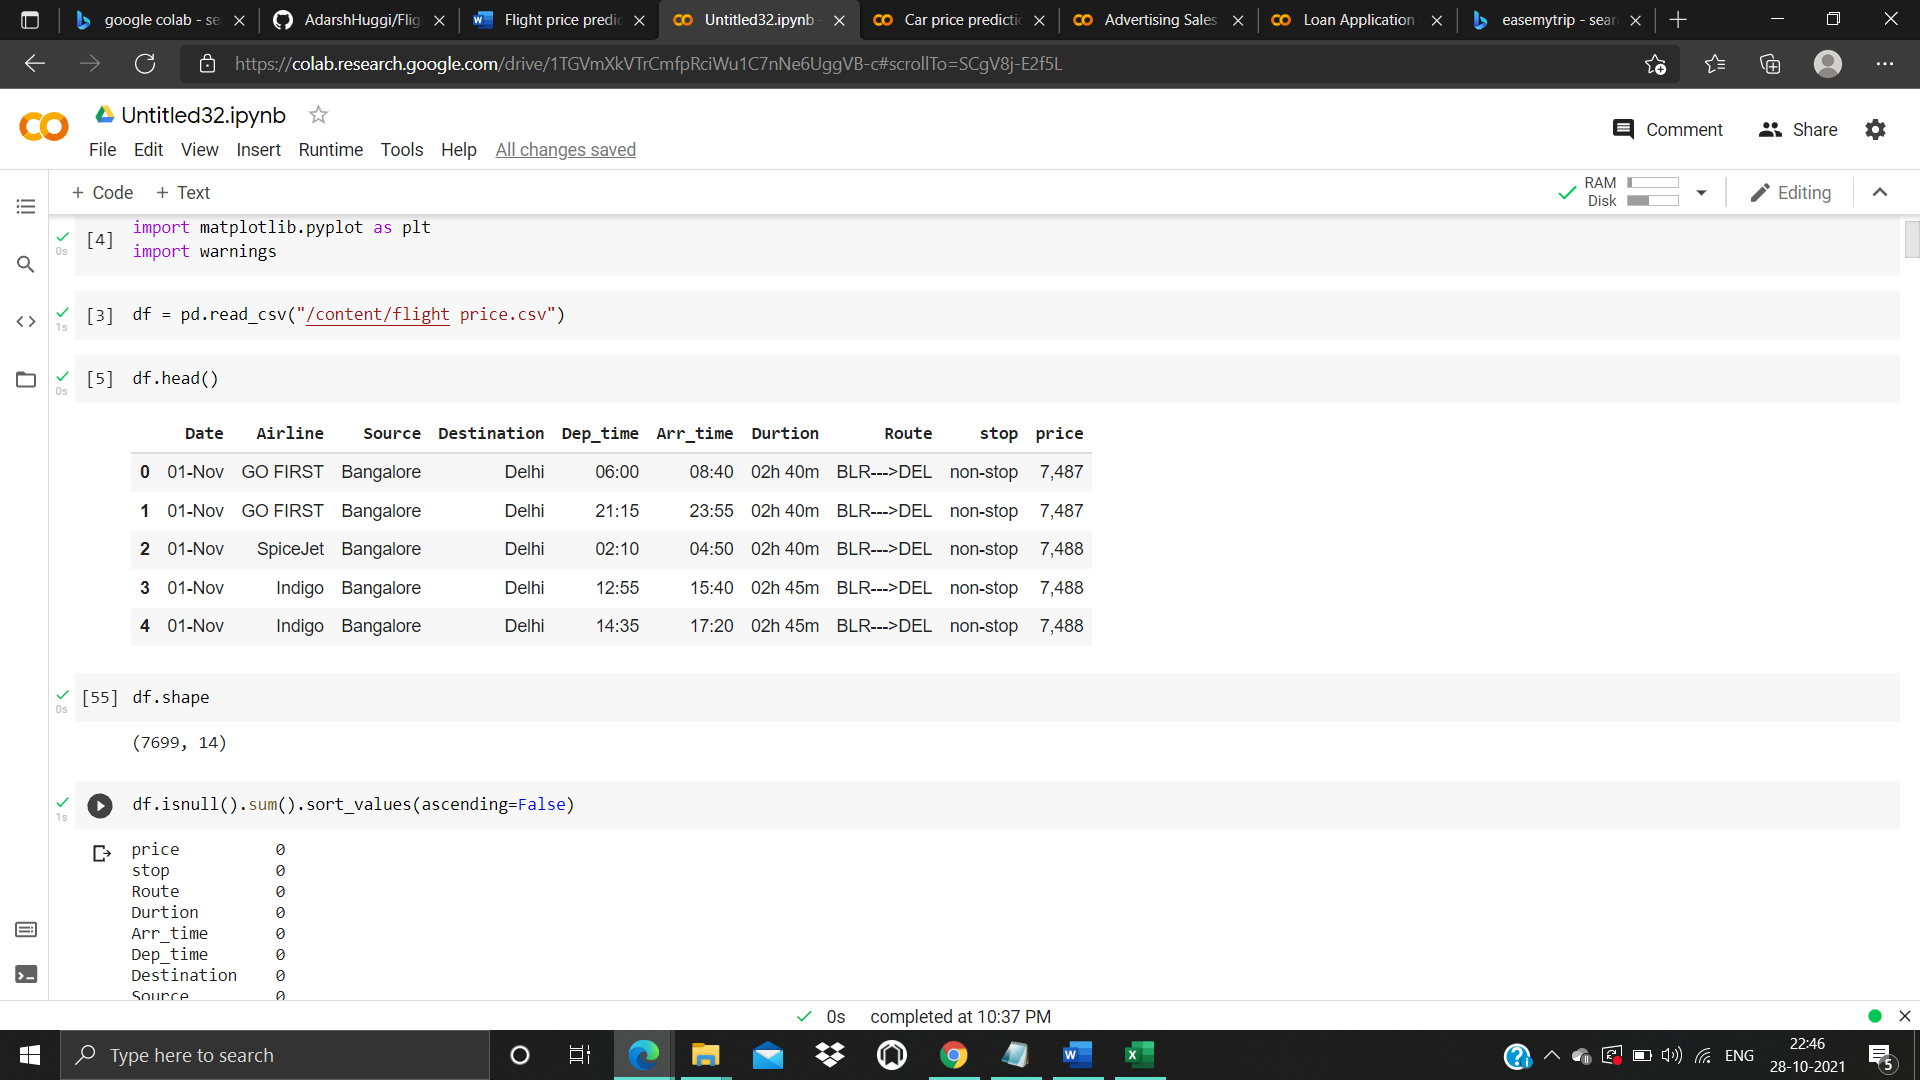 google colab - se
AdarshHuggi/Flig
Flight price predic
Untitled32.ipynb
Car price predictic
Advertising Sales
Loan Application
easemytrip - sear
https://colab.research.google.com/drive/1TGVmXkVTrCmfpRciWu1C7nNe6UggVB-c#scrollTo=SCgV8j-E2f5L
Untitled32.ipynb
Comment Share
File Edit View Insert Runtime Tools Help All changes saved
+ Code + Text
RAM
Disk
Editing
[4] import matplotlib.pyplot as plt
0s import warnings
[3] df = pd.read_csv("/content/flight price.csv")
1s
[5] df.head()
0s
Date Airline Source Destination Dep_time Arr_time Durtion Route stop price
0 01-Nov GO FIRST Bangalore Delhi 06:00 08:40 02h 40m BLR--->DEL non-stop 7,487
1 01-Nov GO FIRST Bangalore Delhi 21:15 23:55 02h 40m BLR--->DEL non-stop 7,487
2 01-Nov SpiceJet Bangalore Delhi 02:10 04:50 02h 40m BLR--->DEL non-stop 7,488
3 01-Nov Indigo Bangalore Delhi 12:55 15:40 02h 45m BLR--->DEL non-stop 7,488
4 01-Nov Indigo Bangalore Delhi 14:35 17:20 02h 45m BLR--->DEL non-stop 7,488
[55] df.shape
0s
(7699, 14)
df.isnull().sum().sort_values(ascending=False)
1s
price 0
stop 0
Route 0
Durtion 0
Arr_time 0
Dep_time 0
Destination 0
Source 0
0s completed at 10:37 PM
Type here to search
ENG
22:46
28-10-2021
5